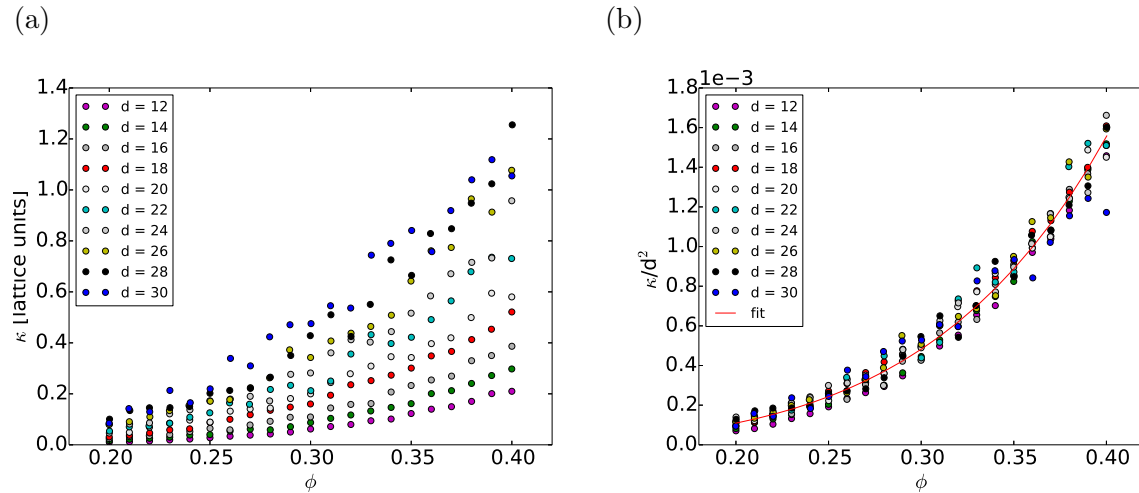 (a)
κ [lattice units]
1.4
1.2
1.0
0.8
0.6
0.4
0.2
0.0
d = 12
d = 14
d = 16
d = 18
d = 20
d = 22
d = 24
d = 26
d = 28
d = 30
0.20 0.25 0.30 0.35 0.40
ϕ
(b)
κ/d²
1e−3
1.8
1.6
1.4
1.2
1.0
0.8
0.6
0.4
0.2
0.0
d = 12
d = 14
d = 16
d = 18
d = 20
d = 22
d = 24
d = 26
d = 28
d = 30
fit
0.20 0.25 0.30 0.35 0.40
ϕ